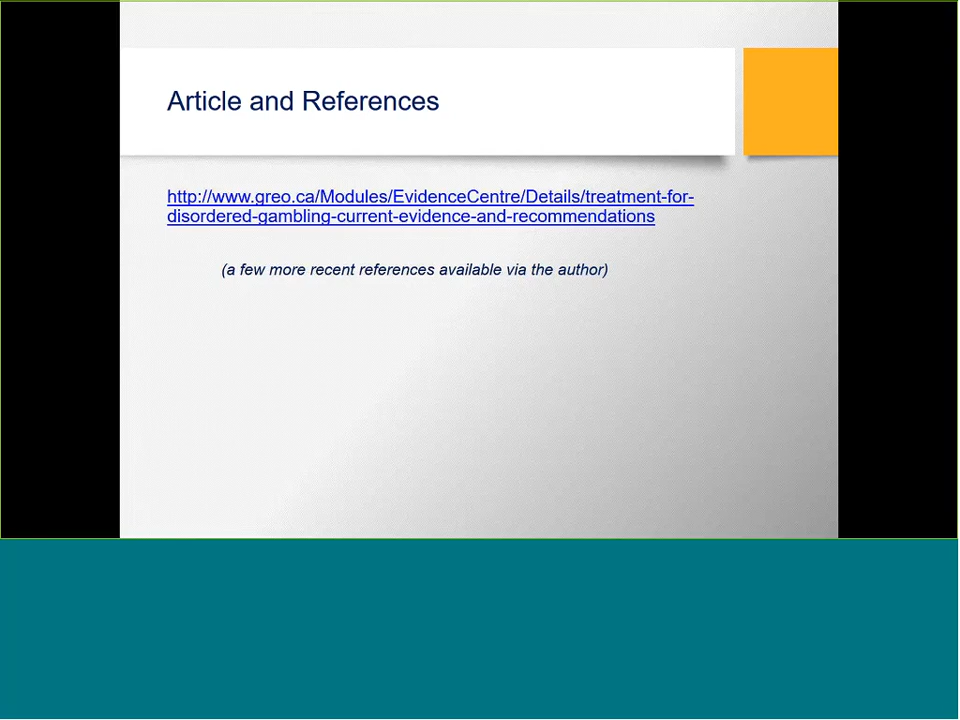 Article and References
http://www.greo.ca/Modules/EvidenceCentre/Details/treatment-for-
disordered-gambling-current-evidence-and-recommendations
(a few more recent references available via the author)